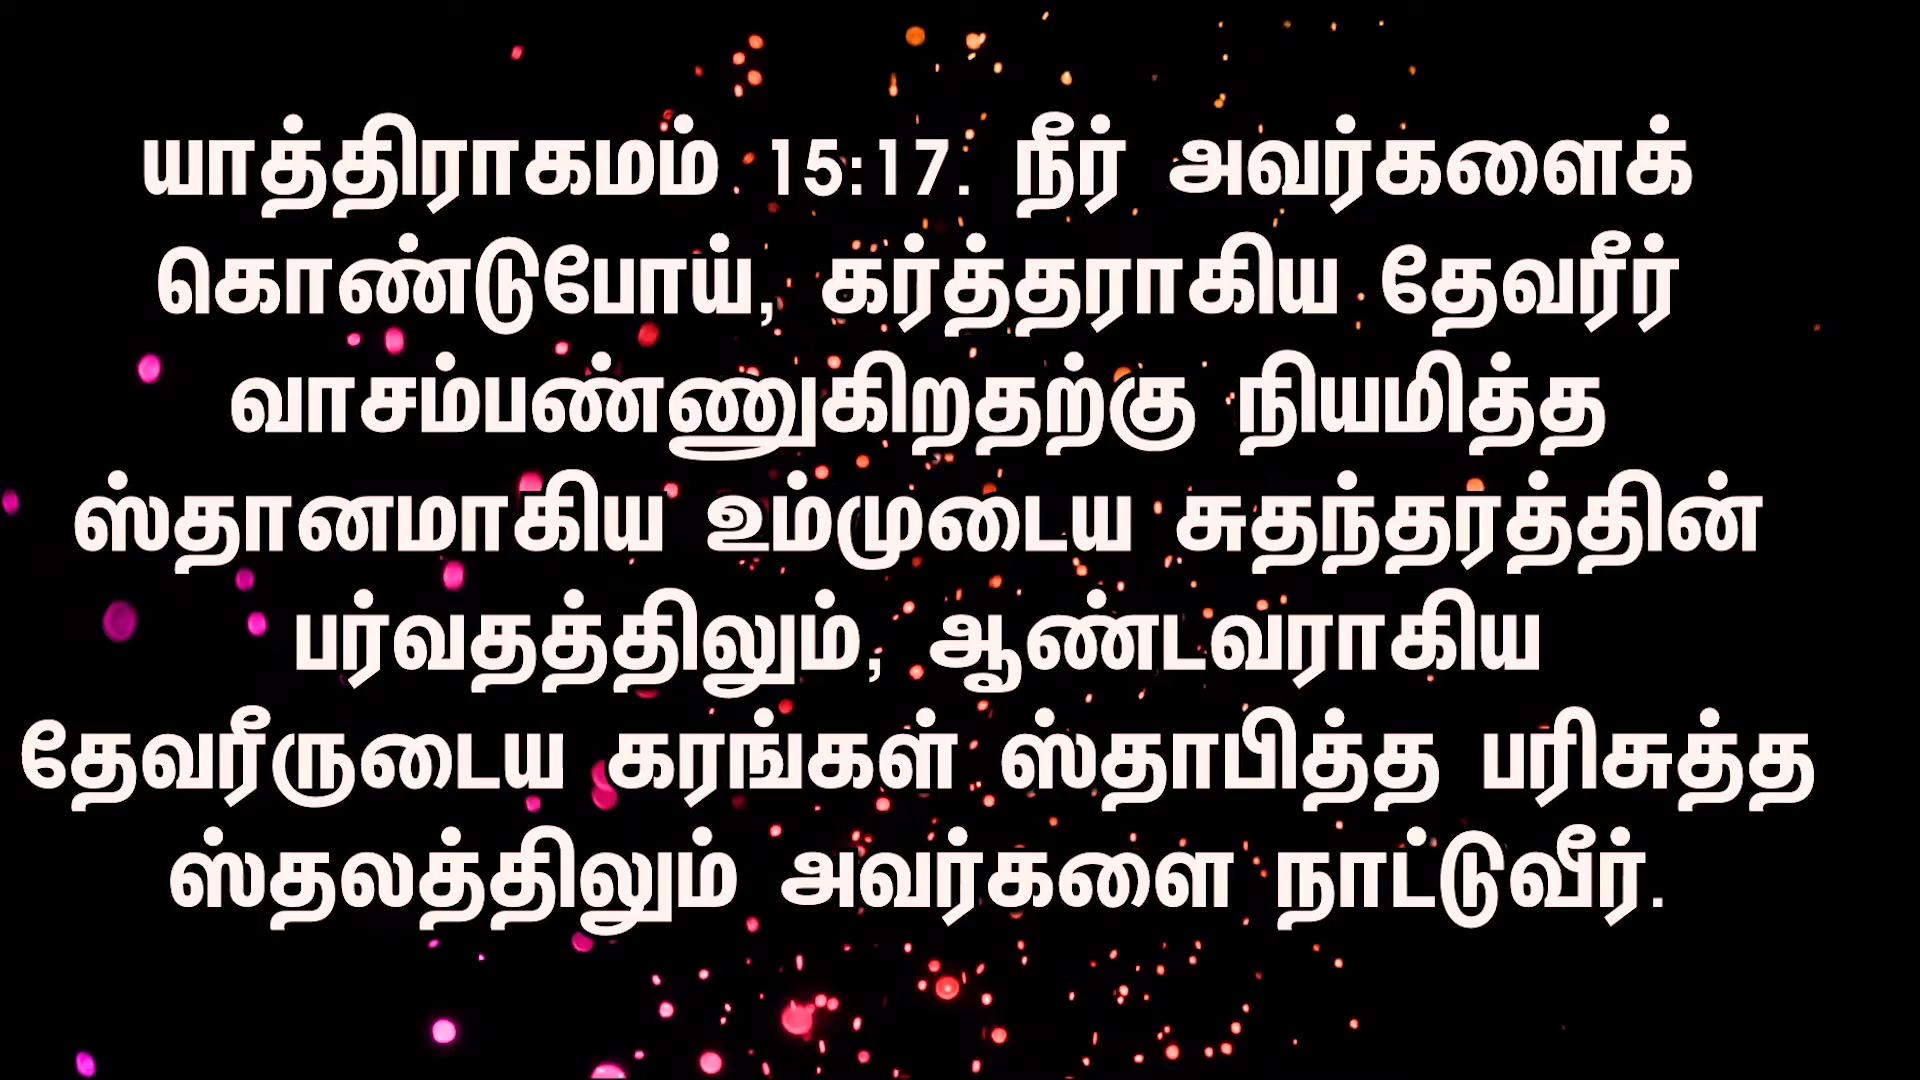 யாத்திராகமம் 15:17. நீர் அவர்களைக்
கொண்டுபோய், கர்த்தராகிய தேவரீர்
வாசம்பண்ணுகிறதற்கு நியமித்த
ஸ்தானமாகிய உம்முடைய சுதந்தரத்தின்
பர்வதத்திலும், ஆண்டவராகிய
தேவரீருடைய கரங்கள் ஸ்தாபித்த பரிசுத்த
ஸ்தலத்திலும் அவர்களை நாட்டுவீர்.